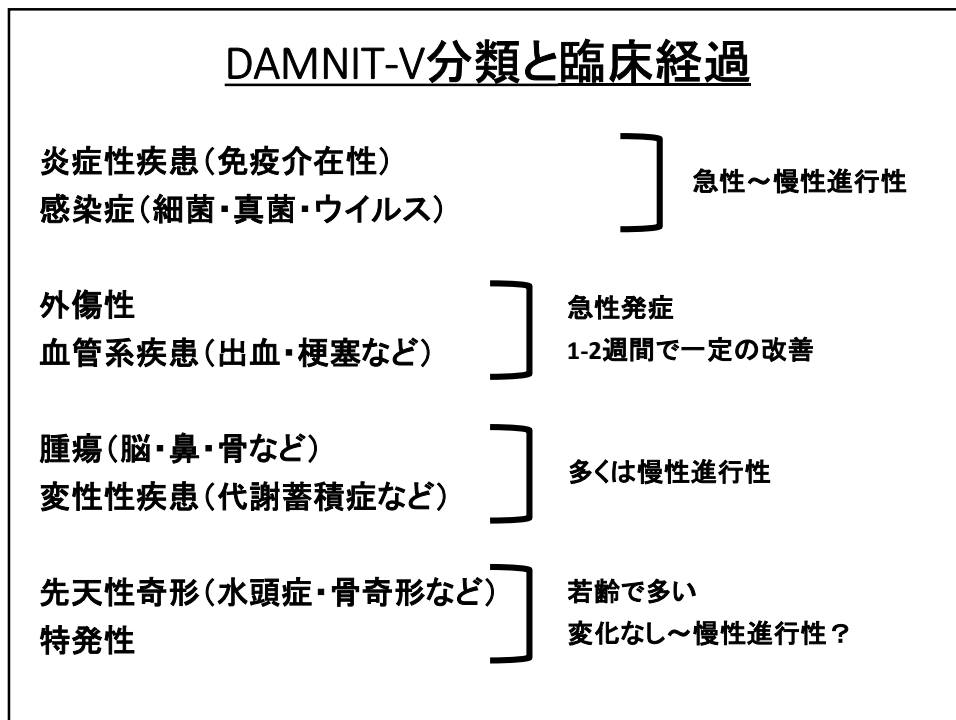 DAMNIT-V分類と臨床経過
炎症性疾患（免疫介在性）
感染症（細菌・真菌・ウイルス）
急性～慢性進行性
外傷性
血管系疾患（出血・梗塞など）
急性発症
1-2週間で一定の改善
腫瘍（脳・鼻・骨など）
変性性疾患（代謝蓄積症など）
多くは慢性進行性
先天性奇形（水頭症・骨奇形など）
特発性
若齢で多い
変化なし～慢性進行性？